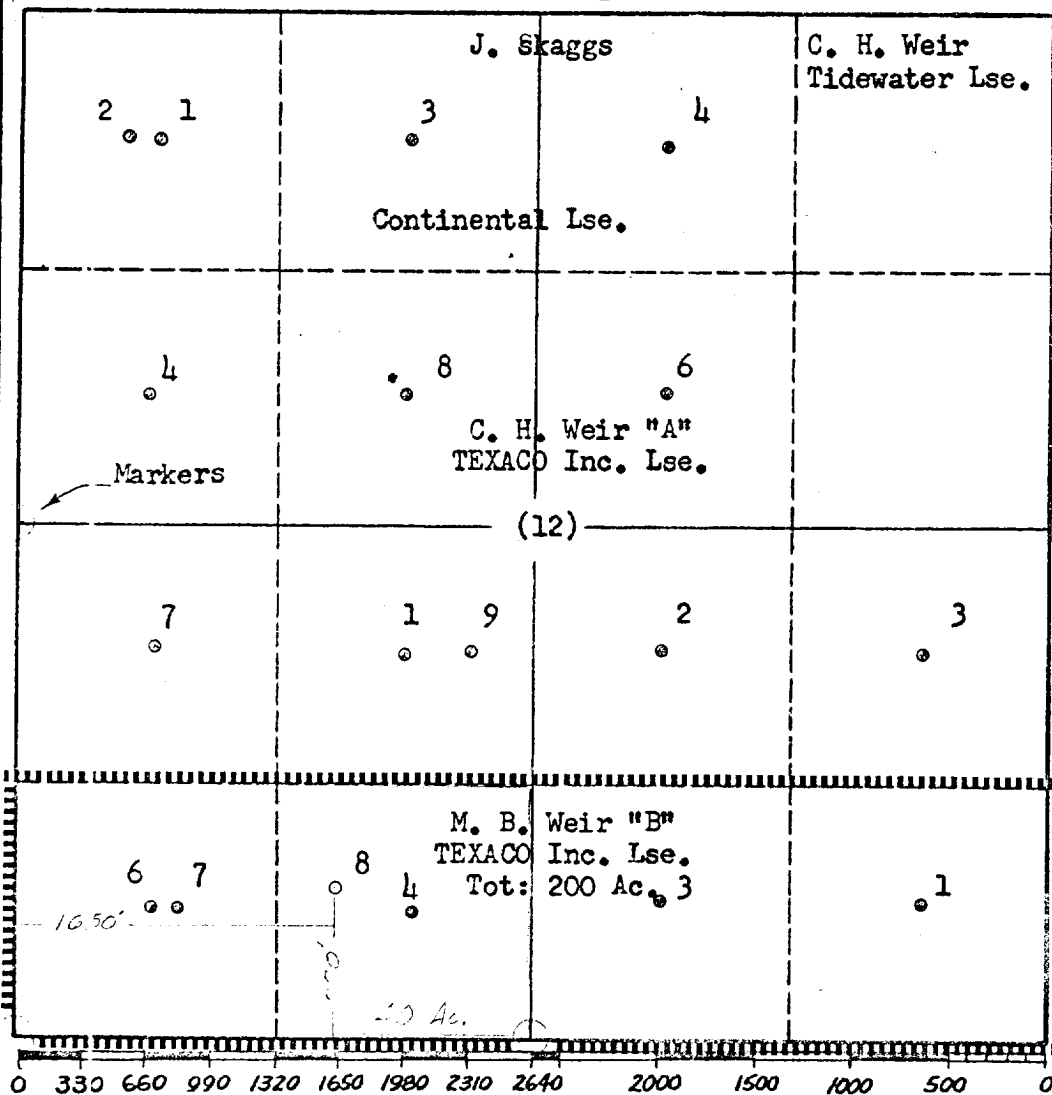 J. Skaggs
C. H. Weir
Tidewater Lse.
2 1 3 4
Continental Lse.
4 8 6
C. H. Weir "A"
TEXACO Inc. Lse.
Markers
(12)
7 1 9 2 3
M. B. Weir "B"
TEXACO Inc. Lse.
Tot: 200 Ac.
6 7 8 4 3 1
1650'
Ac.
0 330 660 990 1320 1650 1980 2310 2640 2000 1500 1000 500 0